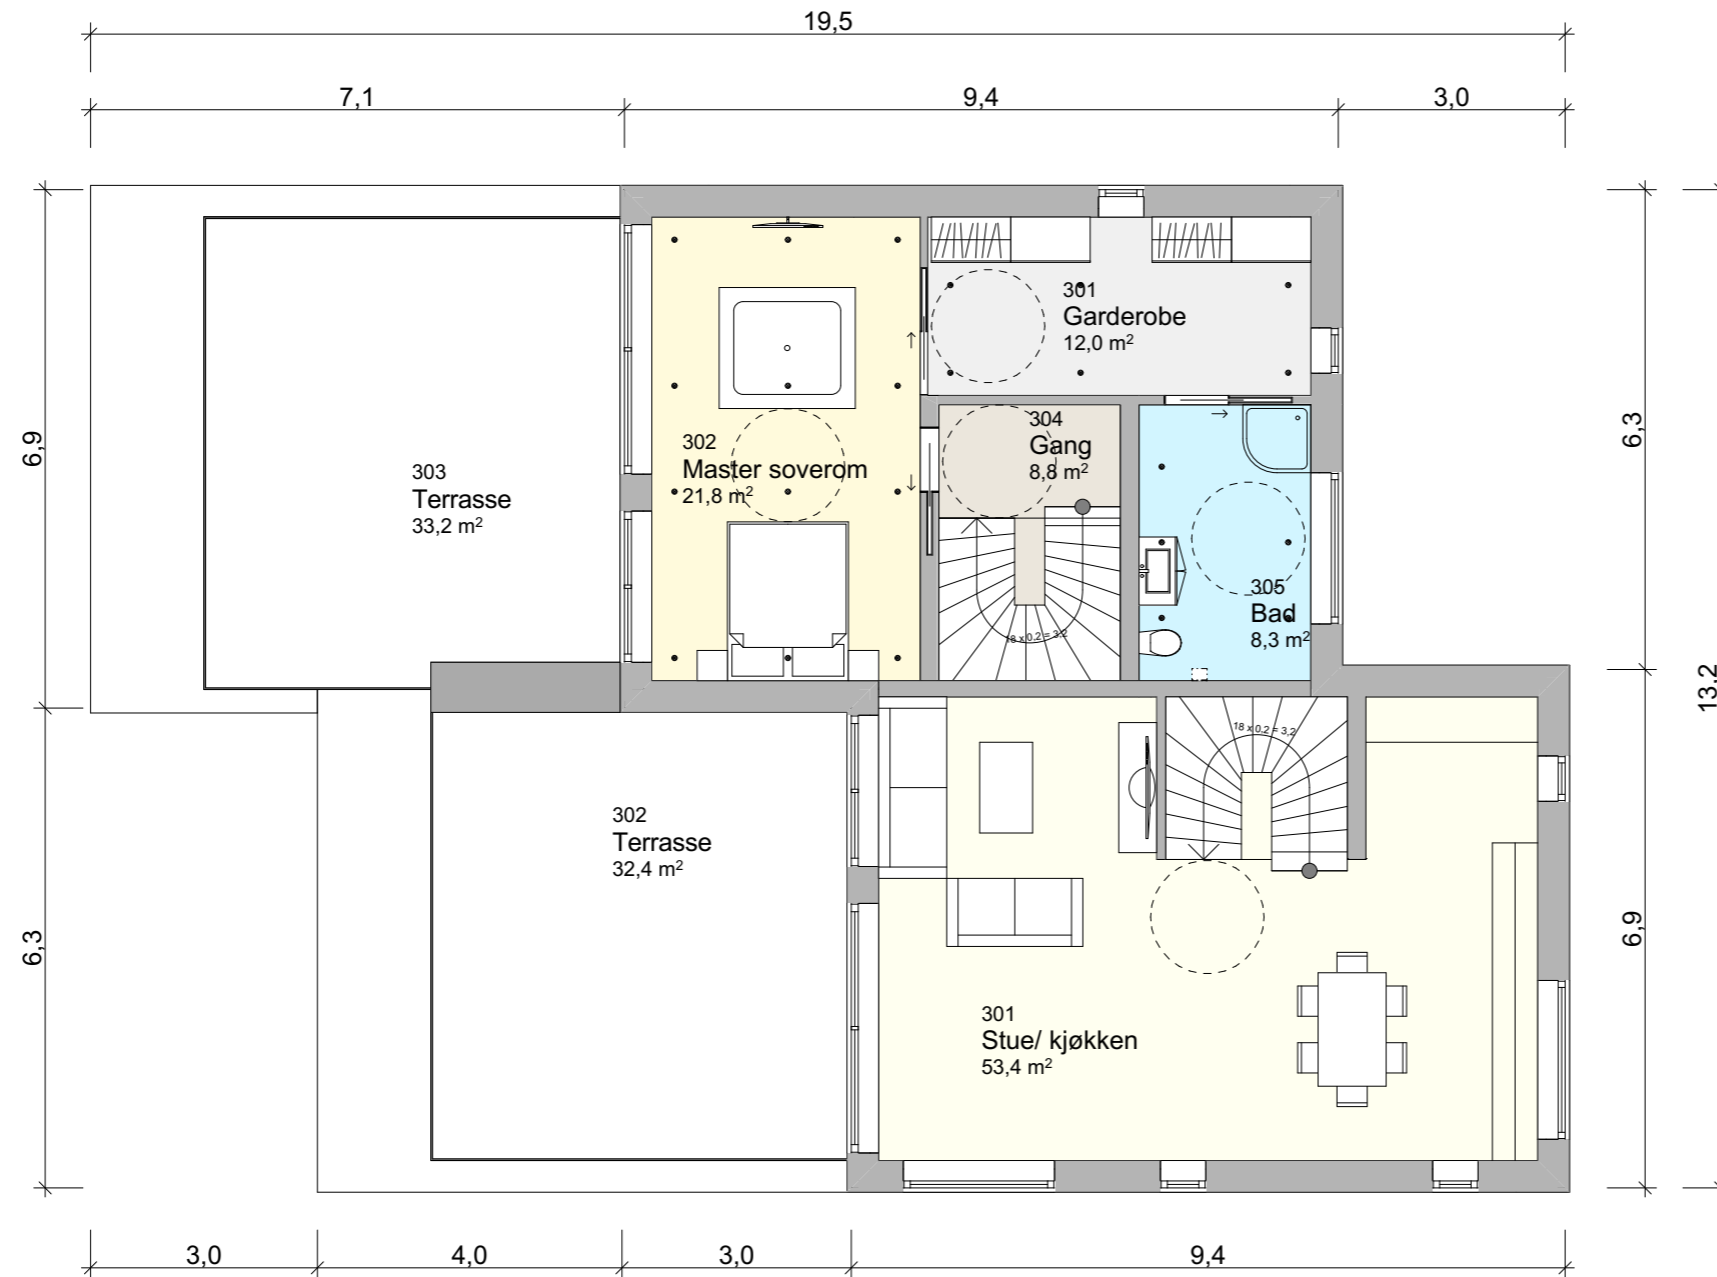 19,5
7,1
9,4
3,0
301
Garderobe
12,0 m²
6,9
6,3
304
Gang
8,8 m²
302
Master soverom
21,8 m²
303
Terrasse
33,2 m²
305
Bad
8,3 m²
18 x 0,2 = 3,2
13,2
18 x 0,2 = 3,2
302
Terrasse
32,4 m²
6,3
6,9
301
Stue/ kjøkken
53,4 m²
3,0
4,0
3,0
9,4